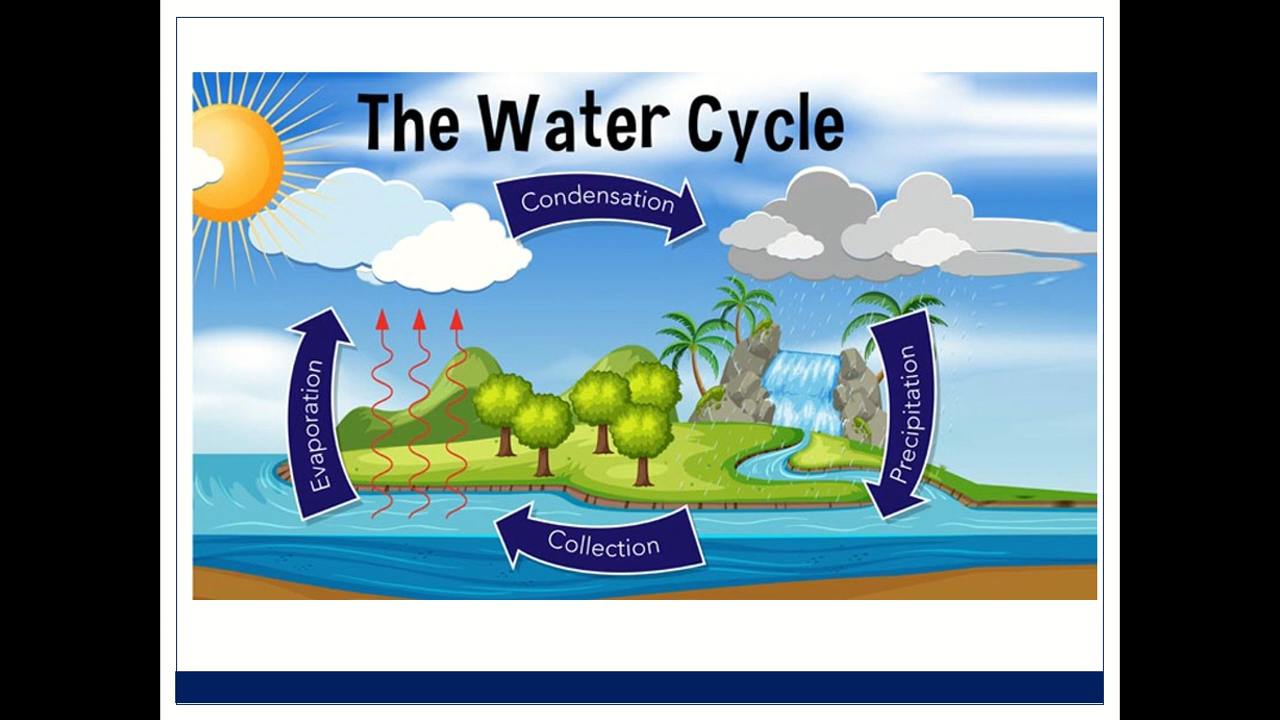 The Water Cycle
Condensation
Evaporation
Precipitation
Collection